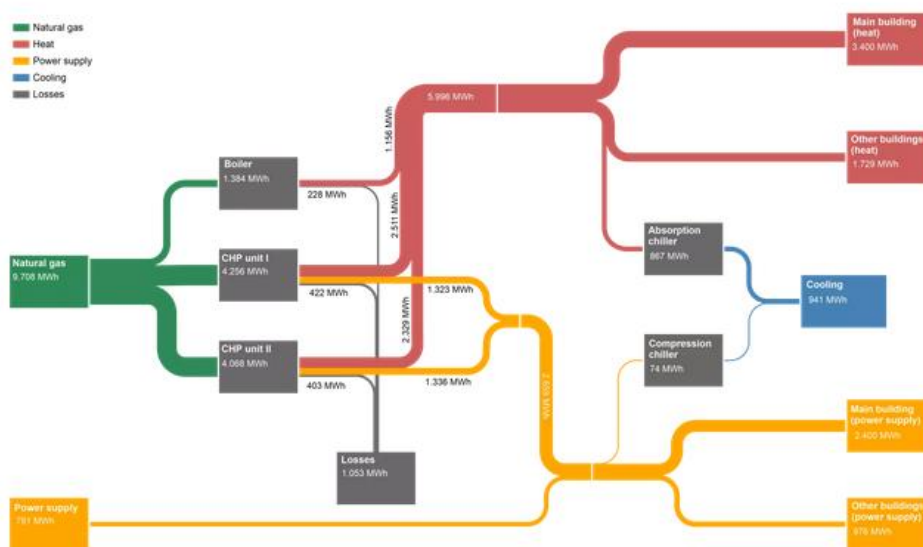 Natural gas
Heat
Power supply
Cooling
Losses
Main building
(heat)
3.400 MWh
5.996 MWh
1.156 MWh
Other buildings
(heat)
1.729 MWh
Boiler
1.384 MWh
228 MWh
2.511 MWh
Absorption
chiller
867 MWh
Natural gas
9.708 MWh
CHP unit I
4.256 MWh
422 MWh
1.323 MWh
Cooling
941 MWh
2.329 MWh
CHP unit II
4.068 MWh
403 MWh
1.336 MWh
Compression
chiller
74 MWh
MWh
Main building
(power supply)
2.400 MWh
Losses
1.053 MWh
Power supply
MWh
Other buildings
(power supply)
MWh